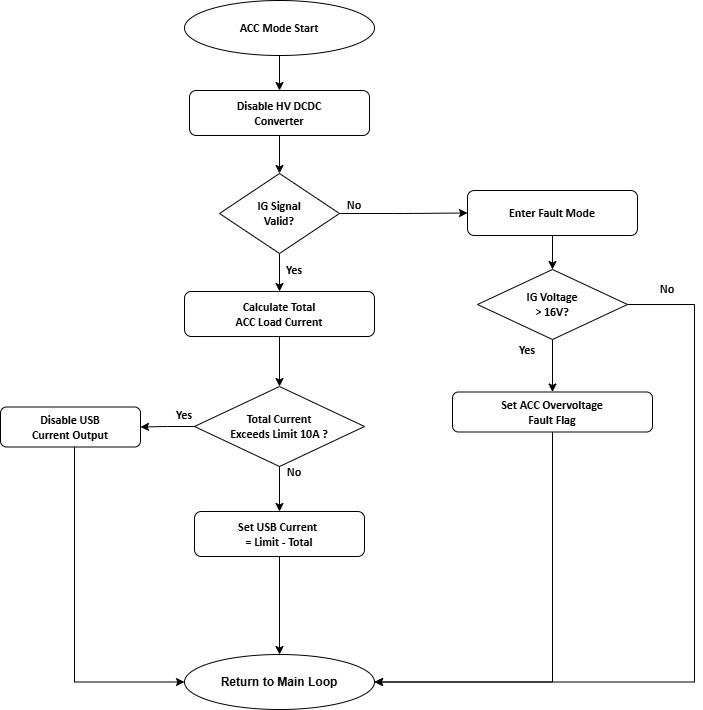 ACC Mode Start
Disable HV DCDC
Converter
IG Signal
Valid?
No
Enter Fault Mode
Yes
IG Voltage
> 16V?
No
Calculate Total
ACC Load Current
Yes
Set ACC Overvoltage
Fault Flag
Disable USB
Current Output
Yes
Total Current
Exceeds Limit 10A ?
No
Set USB Current
= Limit - Total
Return to Main Loop